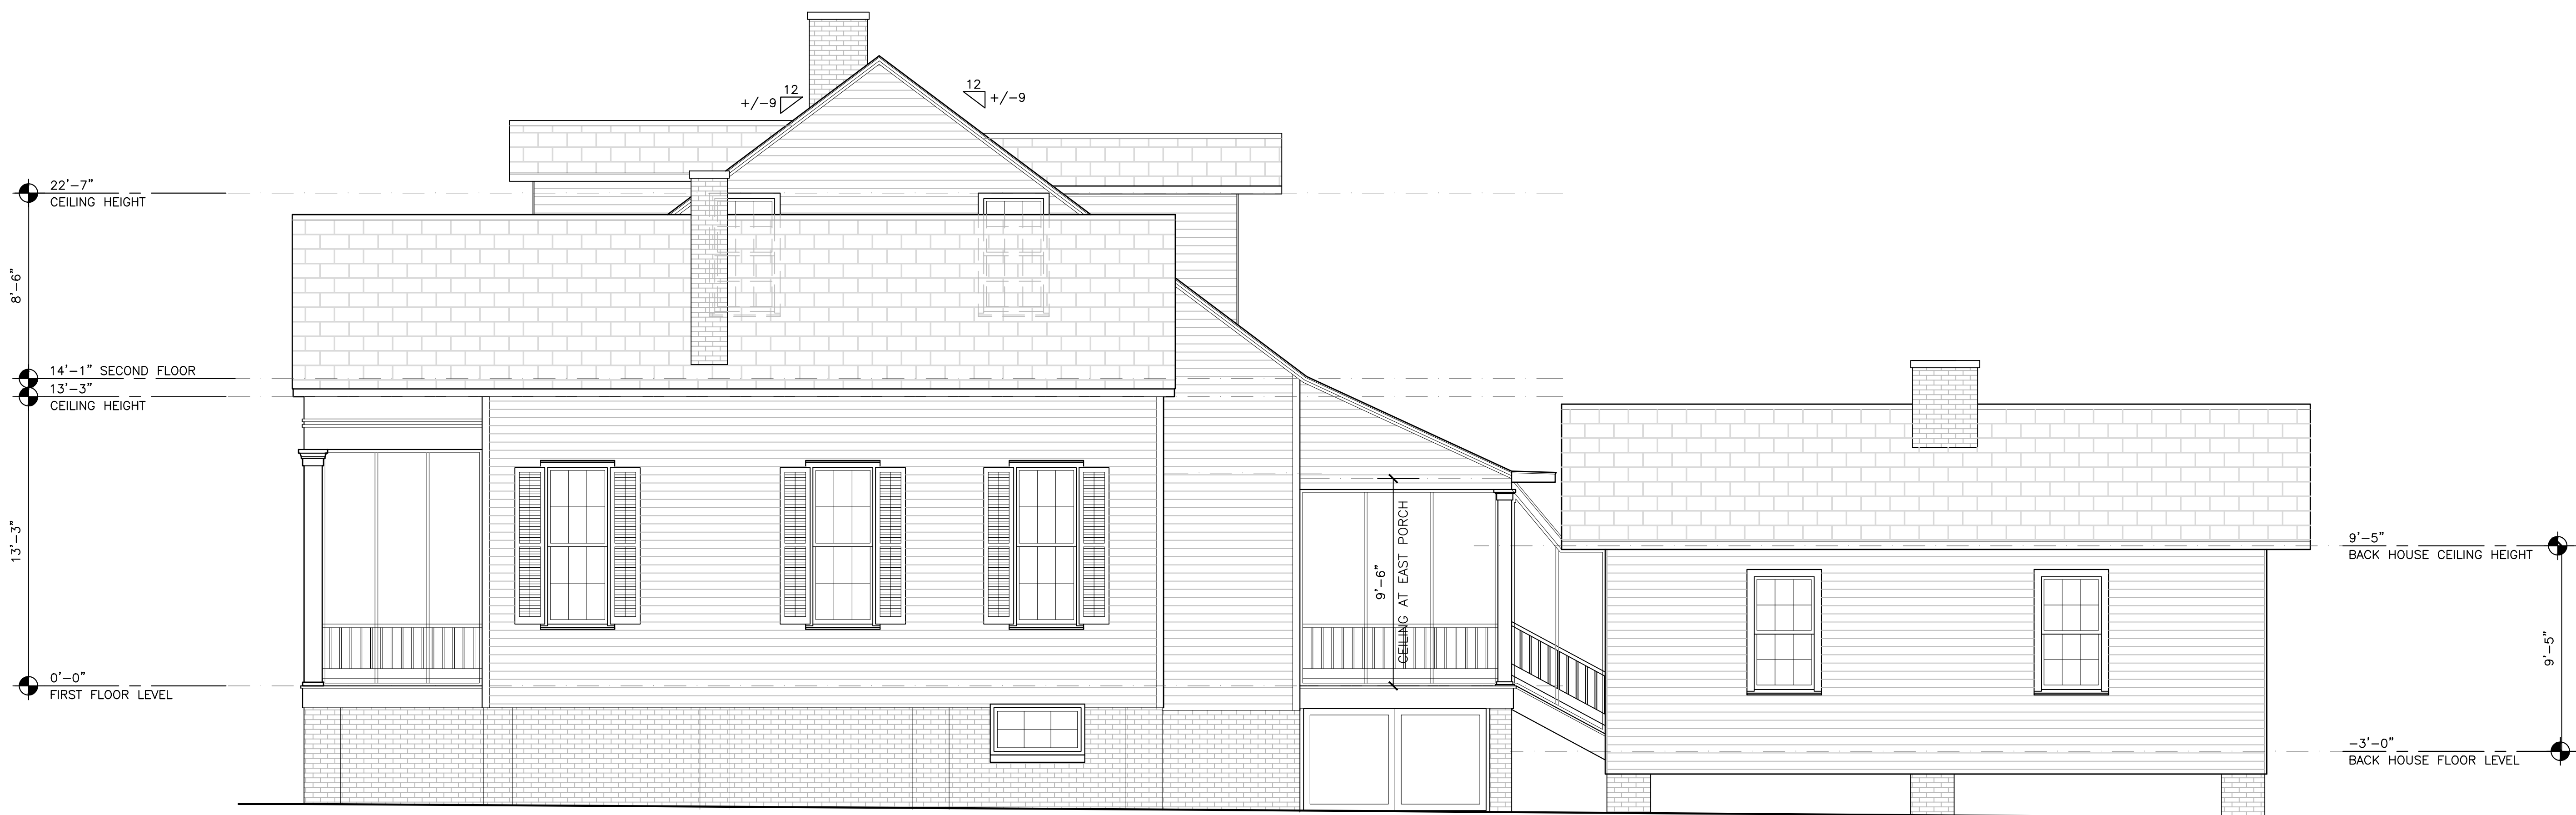 12
+/-9
12
+/-9
22'-7"
CEILING HEIGHT
8'-6"
14'-1" SECOND FLOOR
13'-3"
CEILING HEIGHT
13'-3"
0'-0"
FIRST FLOOR LEVEL
9'-6"
CEILING AT EAST PORCH
9'-5"
BACK HOUSE CEILING HEIGHT
9'-5"
-3'-0"
BACK HOUSE FLOOR LEVEL